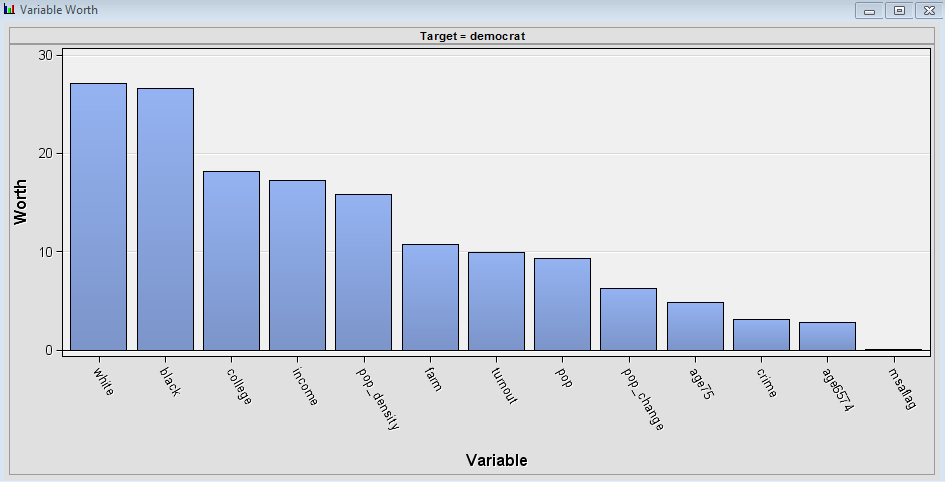 Variable Worth
Target = democrat
30
20
10
0
Worth
white
black
college
income
pop_density
farm
turnout
pop
pop_change
age75
crime
age6574
msaflag
Variable